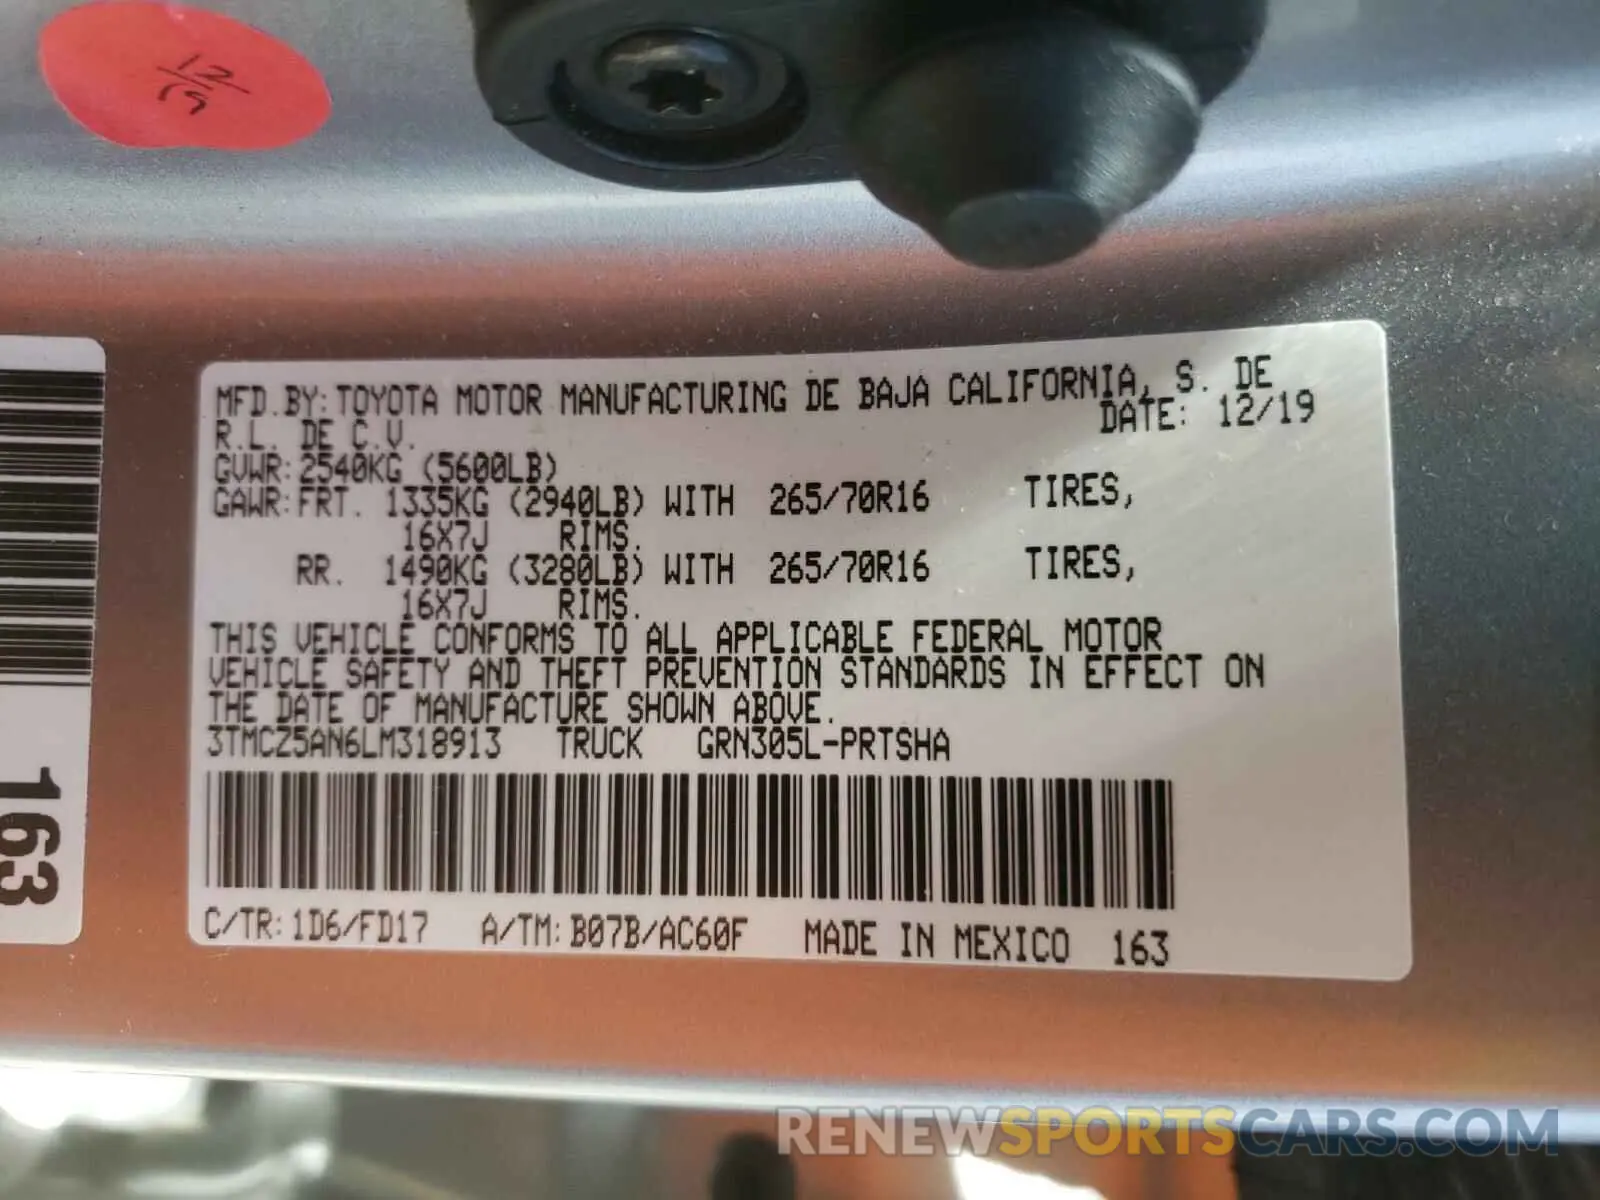 12/19
MFD.BY:TOYOTA MOTOR MANUFACTURING DE BAJA CALIFORNIA, S. DE
R.L. DE C.V.
DATE: 12/19
GVWR:2540KG (5600LB)
GAWR:FRT. 1335KG (2940LB) WITH 265/70R16 TIRES,
16X7J RIMS.
RR. 1490KG (3280LB) WITH 265/70R16 TIRES,
16X7J RIMS.
THIS VEHICLE CONFORMS TO ALL APPLICABLE FEDERAL MOTOR
VEHICLE SAFETY AND THEFT PREVENTION STANDARDS IN EFFECT ON
THE DATE OF MANUFACTURE SHOWN ABOVE.
3TMCZ5AN6LM318913 TRUCK GRN305L-PRTSHA
C/TR:1D6/FD17 A/TM:B07B/AC60F MADE IN MEXICO 163
163
RENEWSPORTSCARS.COM